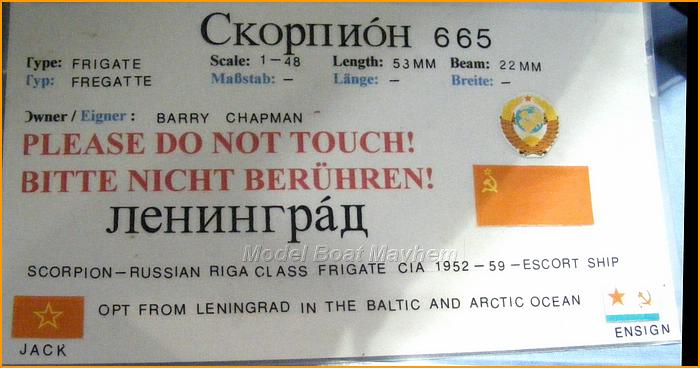 Скорпио́н 665
Type: FRIGATE Scale: 1-48 Length: 53MM Beam: 22MM
Typ: FREGATTE Maßstab: – Länge: – Breite: –
Owner / Eigner : BARRY CHAPMAN
PLEASE DO NOT TOUCH!
BITTE NICHT BERÜHREN!
ленингра́д
Model Boat Mayhem
SCORPION-RUSSIAN RIGA CLASS FRIGATE CIA 1952-59-ESCORT SHIP
OPT FROM LENINGRAD IN THE BALTIC AND ARCTIC OCEAN
JACK
ENSIGN